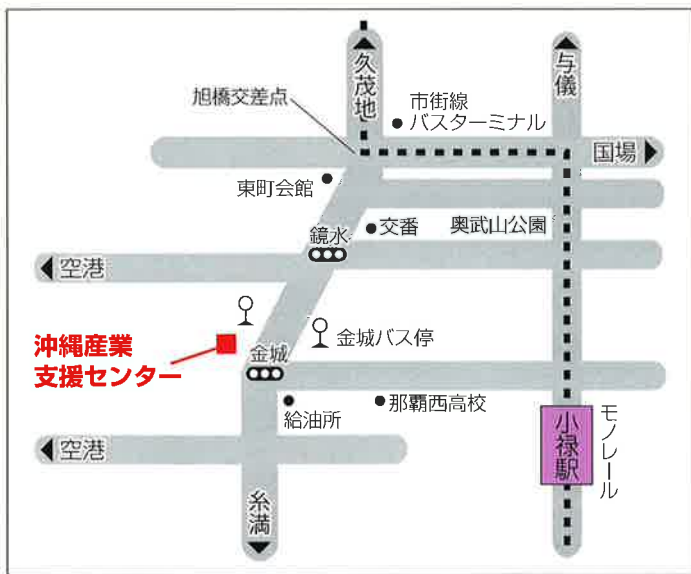 久茂地
与儀
旭橋交差点
市街線
バスターミナル
国場
東町会館
鏡水
交番
奥武山公園
空港
沖縄産業
支援センター
金城
金城バス停
給油所
那覇西高校
小禄駅
モノレール
空港
糸満